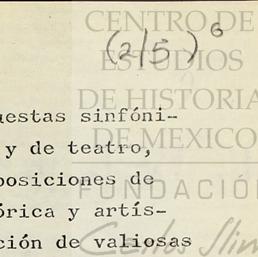 CENTRO DE
(2/5) 6
ESTUDIOS
DE HISTORIA
uestas sinfóni-
DE MEXICO
y de teatro,
posiciones de
FUNDACIÓN
órica y artís-
Carlos Slim
ción de valiosas